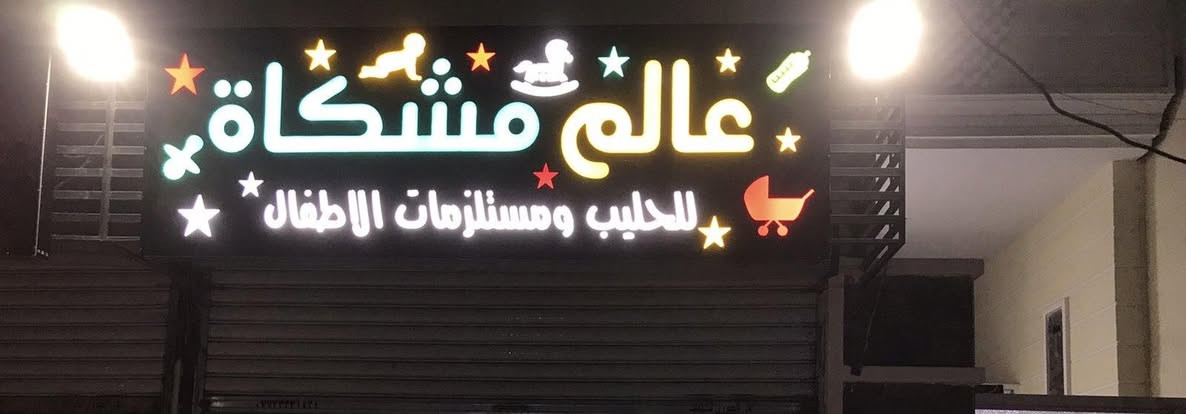 عالم مشكاة
للحليب ومستلزمات الاطفال